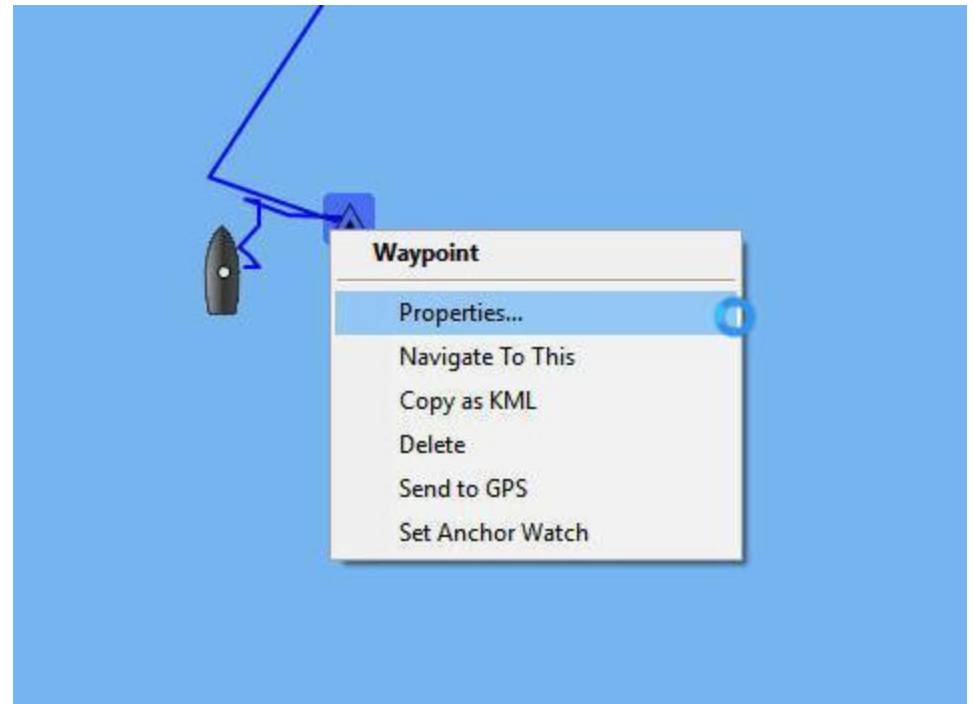 Waypoint
Properties...
Navigate To This
Copy as KML
Delete
Send to GPS
Set Anchor Watch